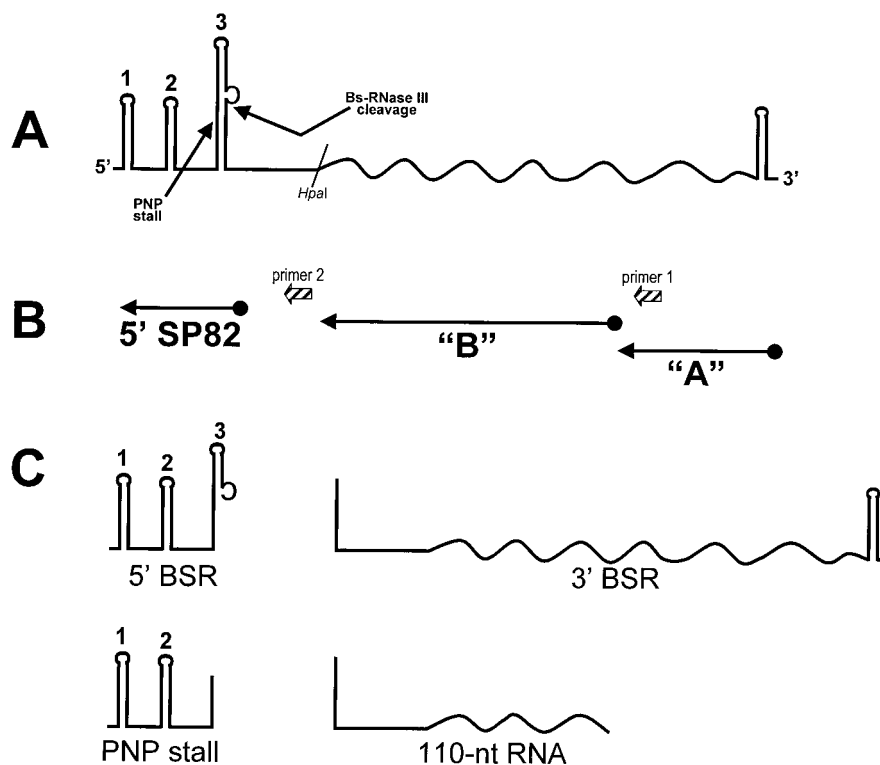 A
1
2
3
Bs-RNase III
cleavage
5'
3'
PNP
stall
HpaI
B
primer 2
primer 1
5' SP82
“B”
“A”
C
1
2
3
5' BSR
3' BSR
1
2
PNP stall
110-nt RNA